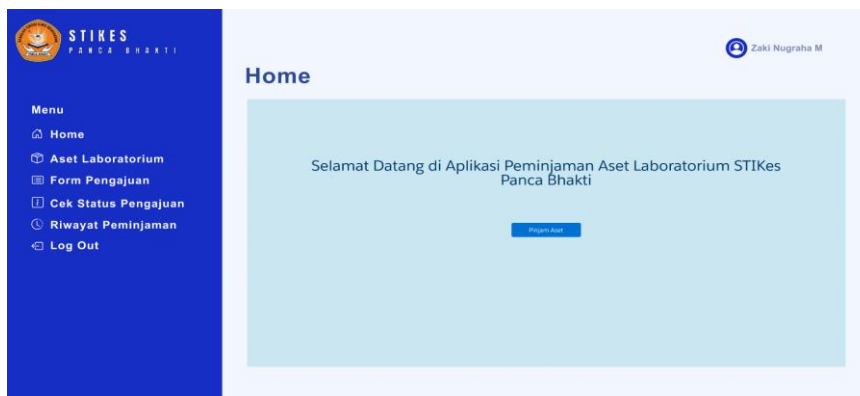 STIKES
PANCA BHAKTI
Zaki Nugraha M
Home
Menu
Home
Aset Laboratorium
Form Pengajuan
Cek Status Pengajuan
Riwayat Peminjaman
Log Out
Selamat Datang di Aplikasi Peminjaman Aset Laboratorium STIKes
Panca Bhakti
Pinjam Aset